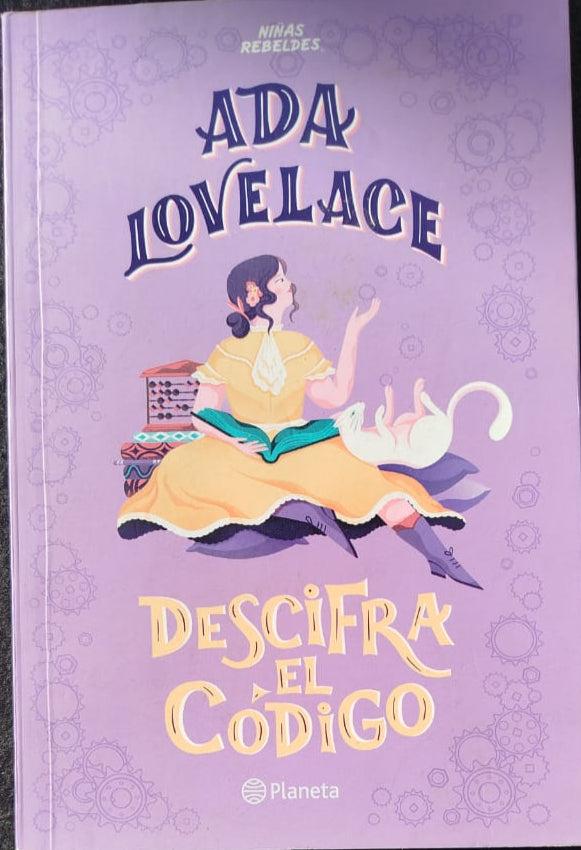 NIÑAS
REBELDES
ADA
LOVELACE
DESCIFRA
EL
CÓDIGO
Planeta